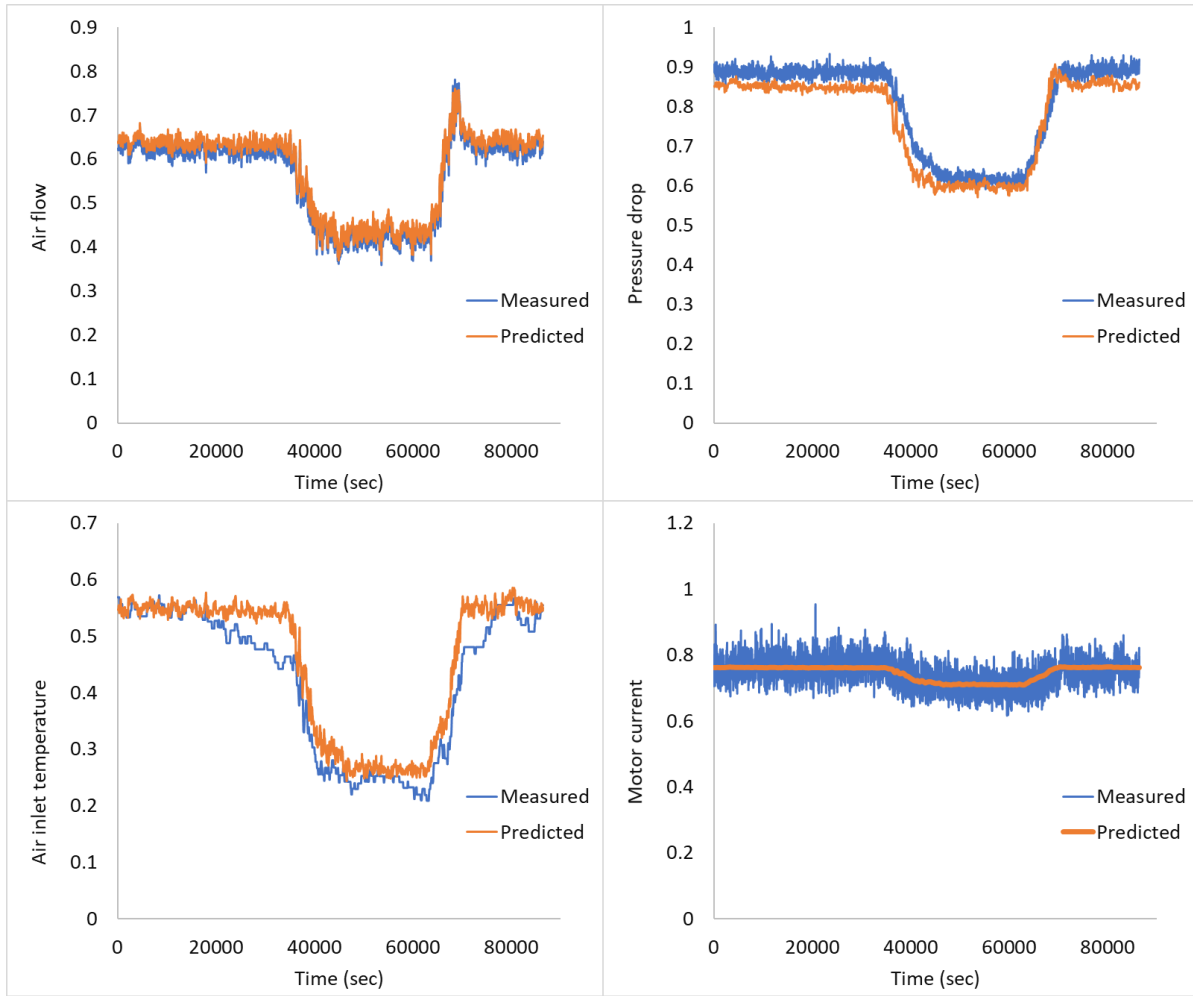 0.9
0.8
0.7
0.6
0.5
0.4
0.3
0.2
0.1
0
Air flow
0 20000 40000 60000 80000
Time (sec)
Measured
Predicted
1
0.9
0.8
0.7
0.6
0.5
0.4
0.3
0.2
0.1
0
Pressure drop
0 20000 40000 60000 80000
Time (sec)
Measured
Predicted
0.7
0.6
0.5
0.4
0.3
0.2
0.1
0
Air inlet temperature
0 20000 40000 60000 80000
Time (sec)
Measured
Predicted
1.2
1
0.8
0.6
0.4
0.2
0
Motor current
0 20000 40000 60000 80000
Time (sec)
Measured
Predicted